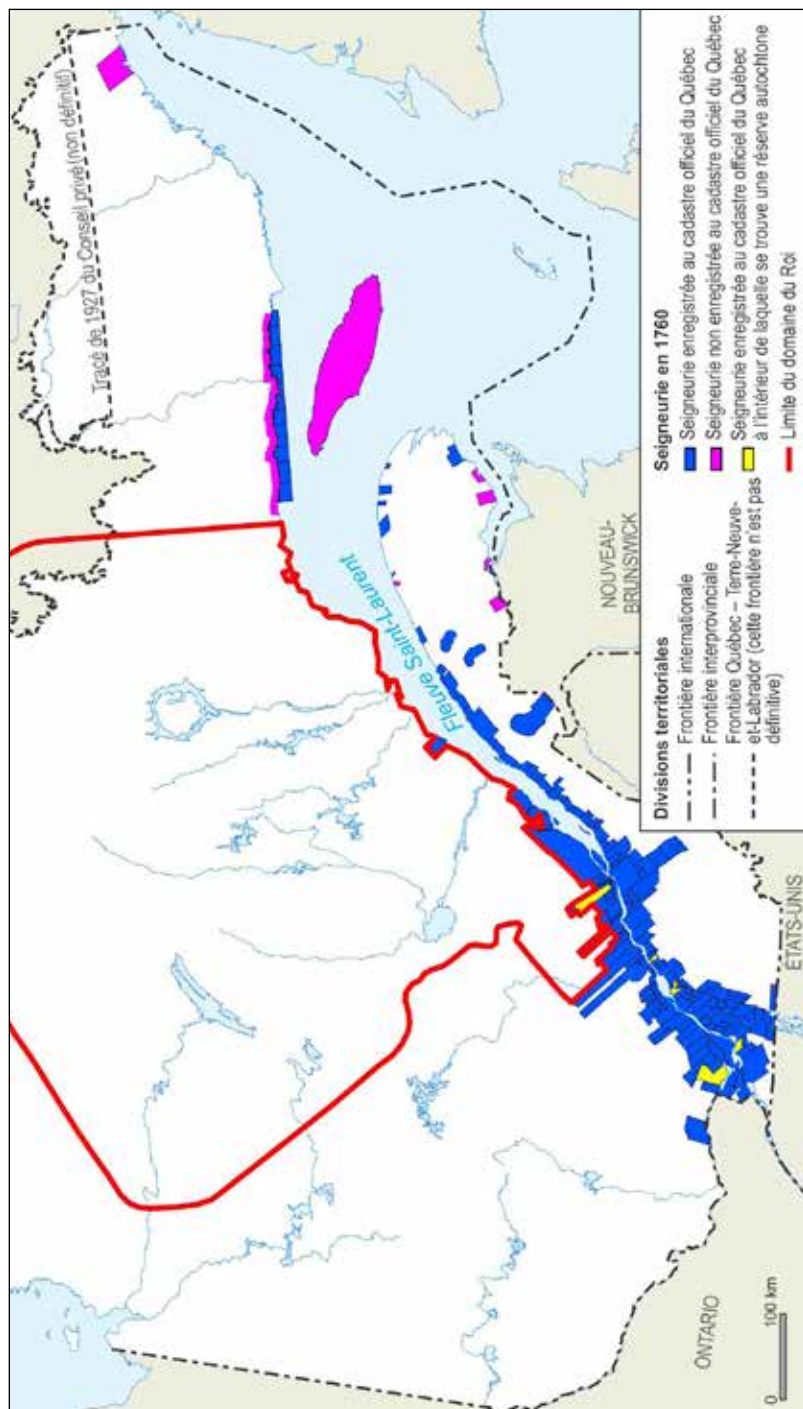 Tracé de 1927 du Conseil privé (non définitif)
Fleuve Saint-Laurent
NOUVEAU-
BRUNSWICK
ÉTATS-UNIS
ONTARIO
100 km
Divisions territoriales
Frontière internationale
Frontière interprovinciale
Frontière Québec – Terre-Neuve-
et-Labrador (cette frontière n'est pas
définitive)
Seigneurie en 1760
Seigneurie enregistrée au cadastre officiel du Québec
Seigneurie non enregistrée au cadastre officiel du Québec
Seigneurie enregistrée au cadastre officiel du Québec
à l'intérieur de laquelle se trouve une réserve autochtone
Limite du domaine du Roi